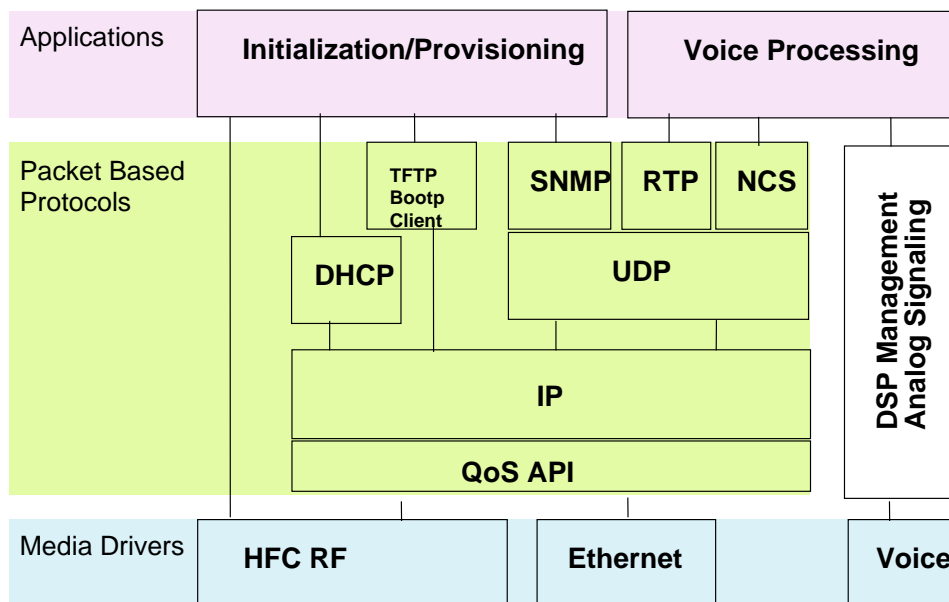 Applications
Initialization/Provisioning
Voice Processing
Packet Based
Protocols
TFTP
Bootp
Client
SNMP
RTP
NCS
DHCP
UDP
IP
QoS API
DSP Management
Analog Signaling
Media Drivers
HFC RF
Ethernet
Voice